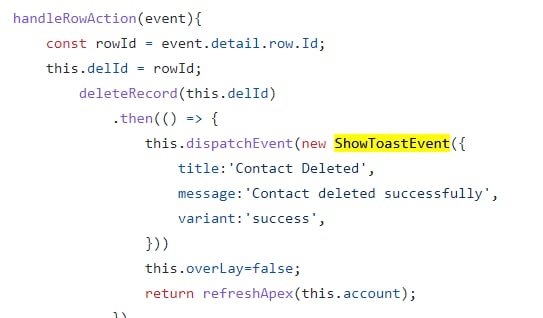 handleRowAction(event){
const rowId = event.detail.row.Id;
this.delId = rowId;
deleteRecord(this.delId)
.then(() => {
this.dispatchEvent(new ShowToastEvent({
title:'Contact Deleted',
message:'Contact deleted successfully',
variant:'success',
}))
this.overLay=false;
return refreshApex(this.account);
})